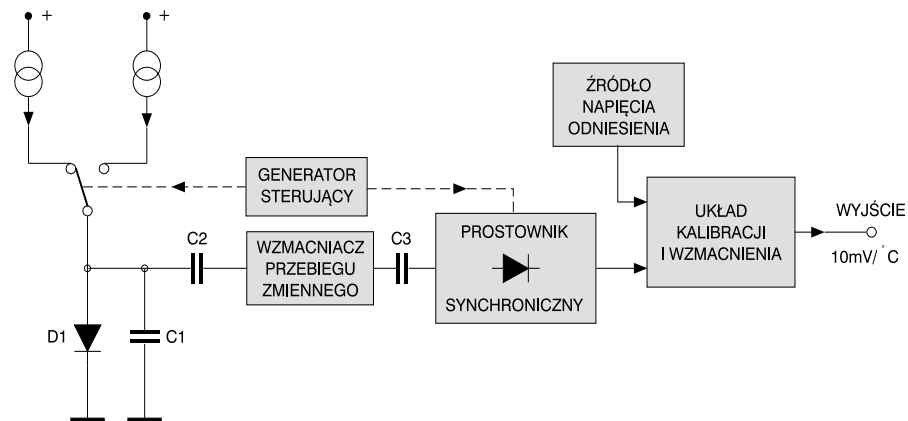 +
+
ŹRÓDŁO
NAPIĘCIA
ODNIESIENIA
GENERATOR
STERUJĄCY
UKŁAD
KALIBRACJI
I WZMACNIENIA
WYJŚCIE
10mV/ °C
C2
WZMACNIACZ
PRZEBIEGU
ZMIENNEGO
C3
PROSTOWNIK
SYNCHRONICZNY
D1
C1